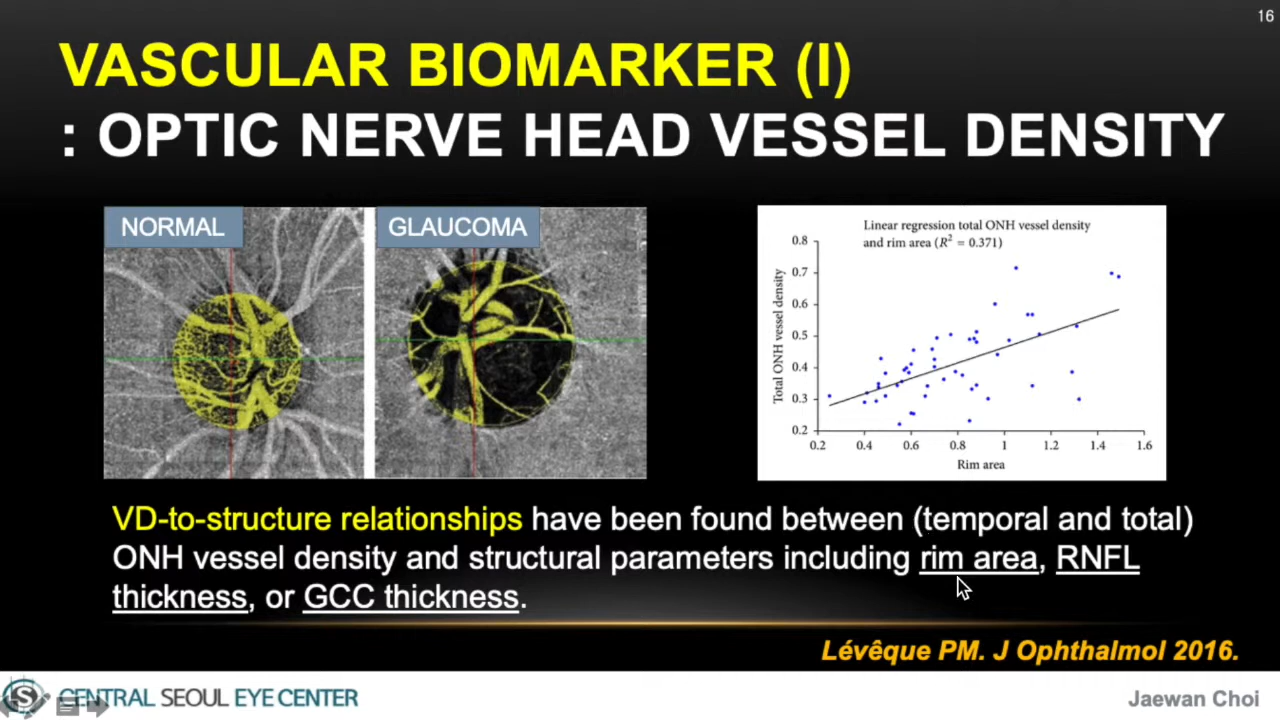 16
VASCULAR BIOMARKER (I)
: OPTIC NERVE HEAD VESSEL DENSITY
NORMAL
GLAUCOMA
Linear regression total ONH vessel density
and rim area (R² = 0.371)
Total ONH vessel density
0.8
0.7
0.6
0.5
0.4
0.3
0.2
0.2 0.4 0.6 0.8 1 1.2 1.4 1.6
Rim area
VD-to-structure relationships have been found between (temporal and total)
ONH vessel density and structural parameters including rim area, RNFL
thickness, or GCC thickness.
Lévêque PM. J Ophthalmol 2016.
CENTRAL SEOUL EYE CENTER
Jaewan Choi